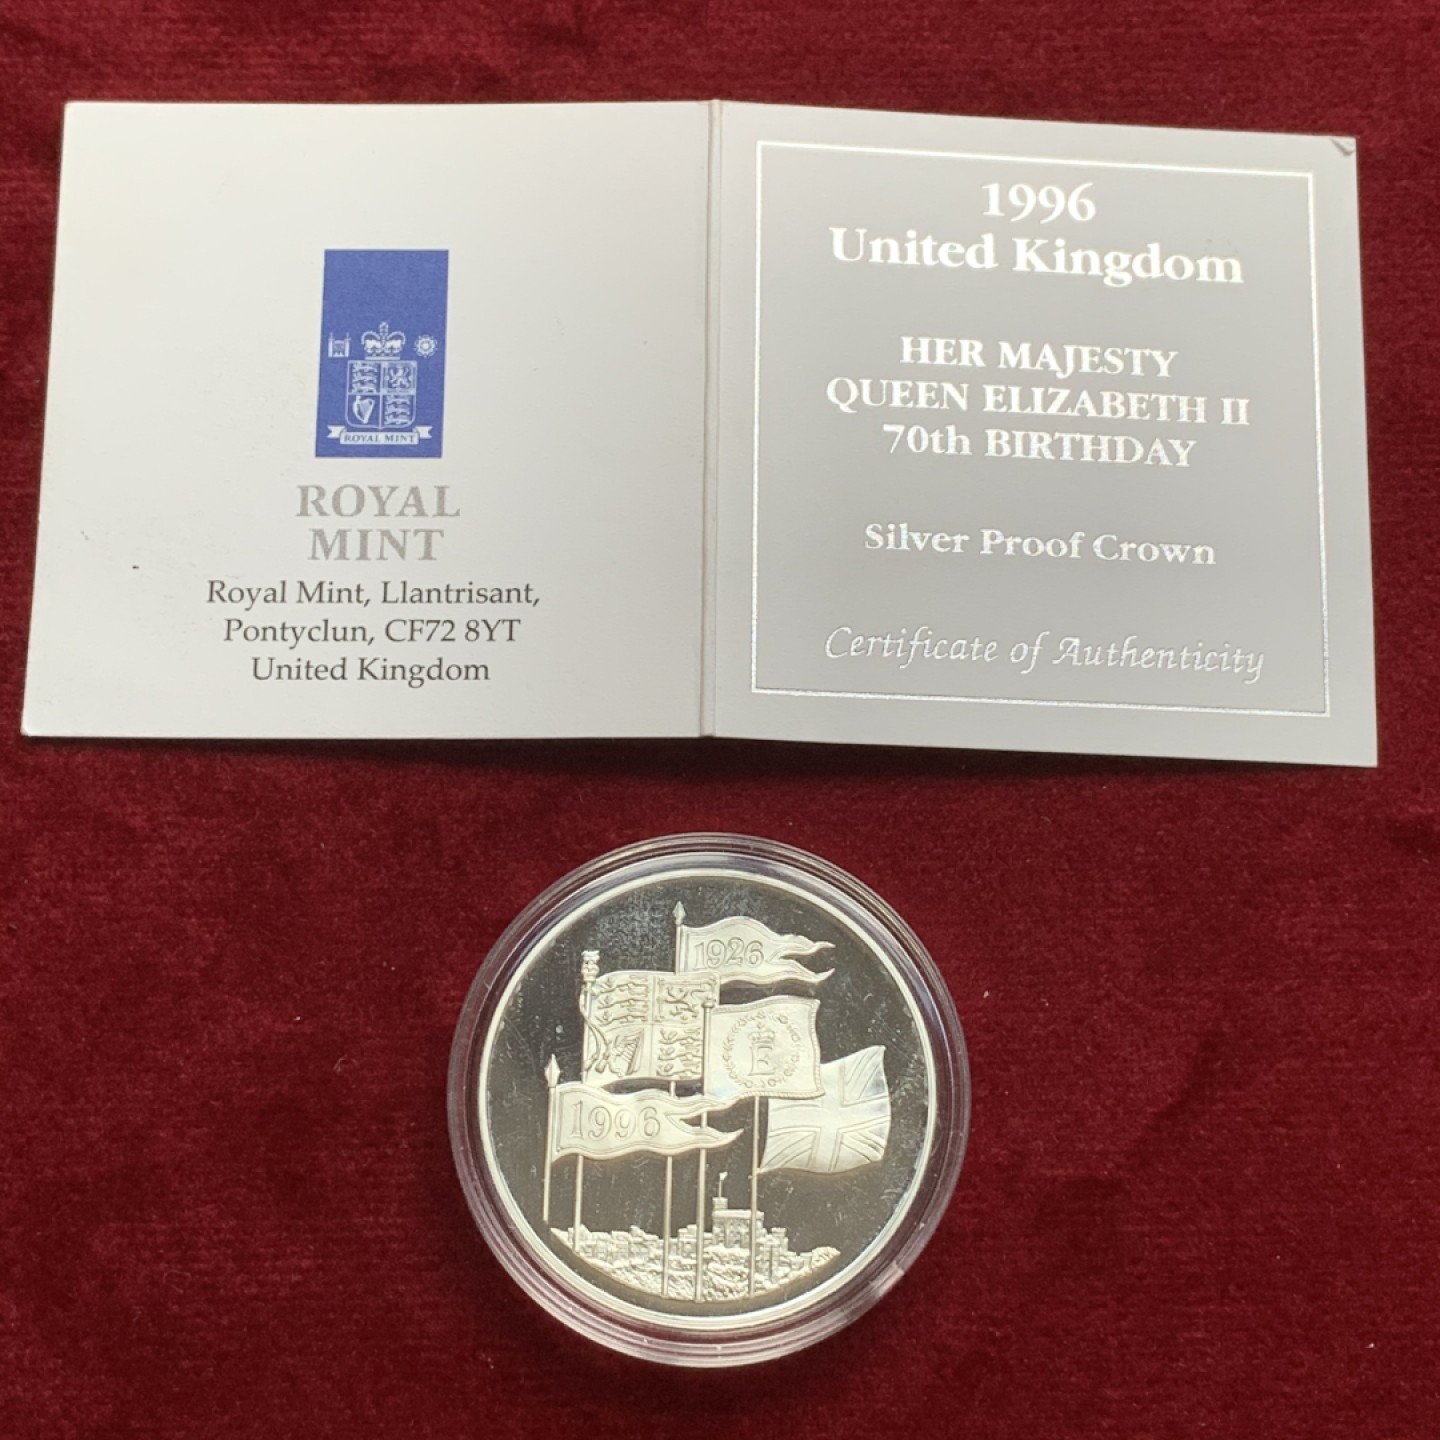 ROYAL MINT
ROYAL
MINT
Royal Mint, Llantrisant,
Pontyclun, CF72 8YT
United Kingdom
1996
United Kingdom
HER MAJESTY
QUEEN ELIZABETH II
70th BIRTHDAY
Silver Proof Crown
Certificate of Authenticity
1926
E
1996